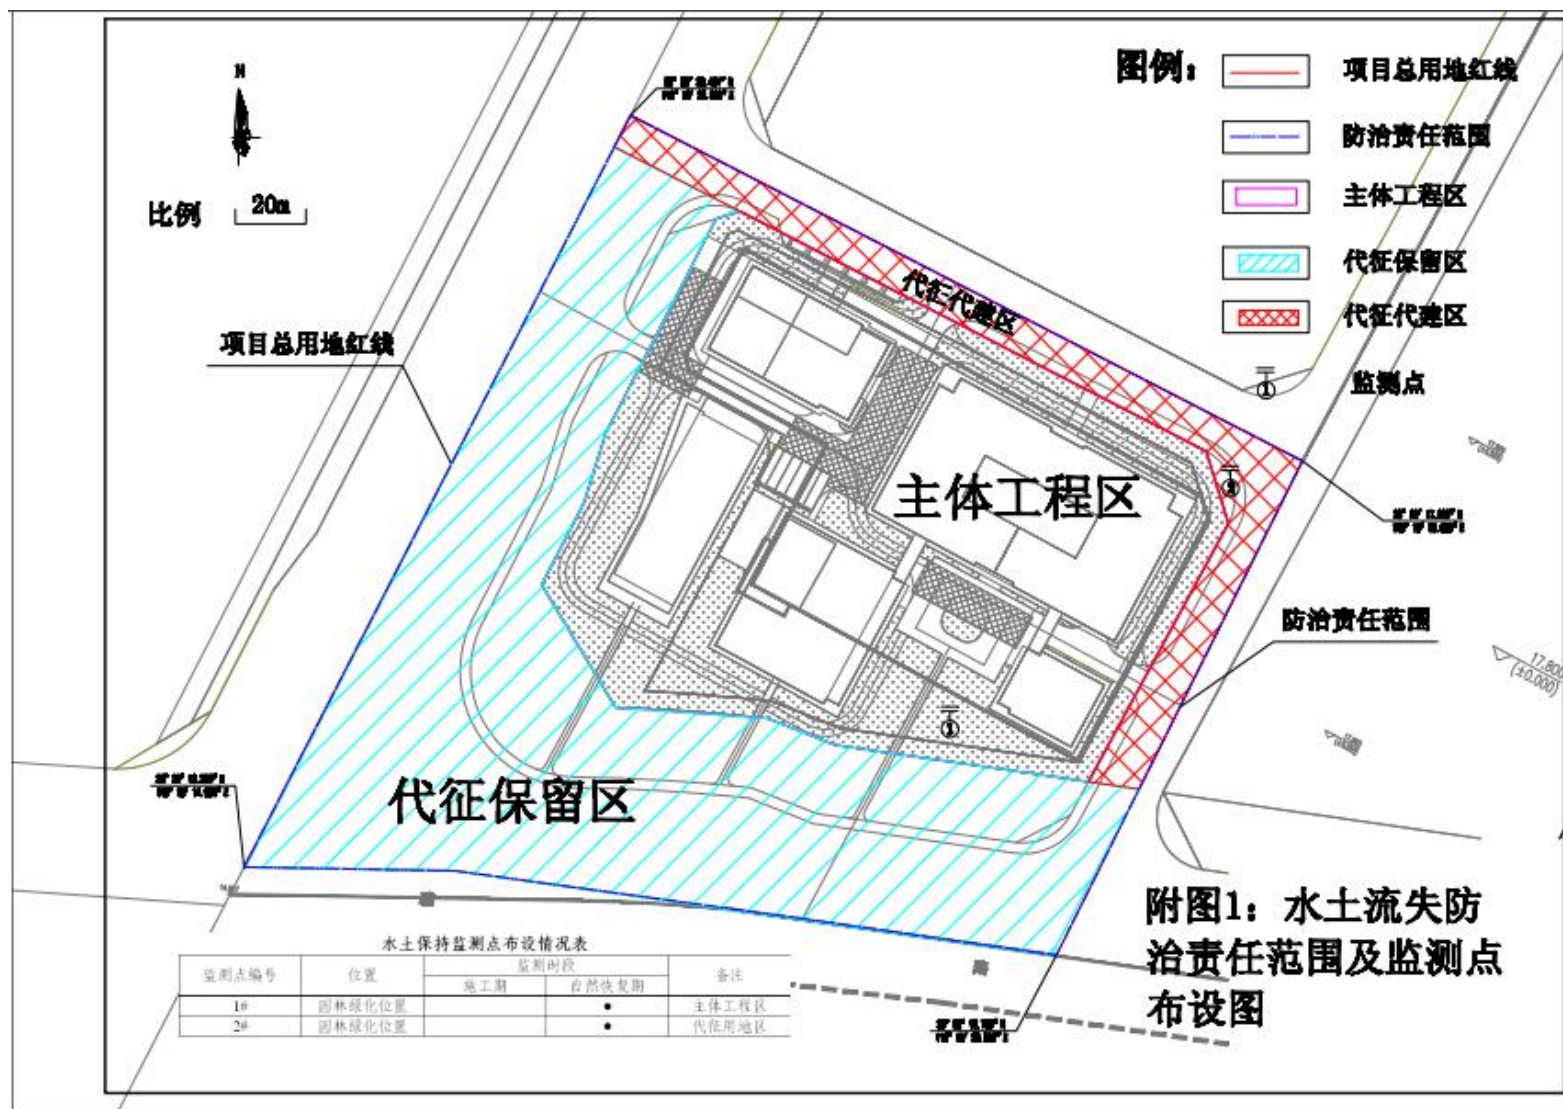 N
比例 20m
图例：
项目总用地红线
防治责任范围
主体工程区
代征保留区
代征代建区
① 监测点
项目总用地红线
代征代建区
主体工程区
②
防治责任范围
17.800
(±0.000)
①
代征保留区
附图1：水土流失防
治责任范围及监测点
布设图
水土保持监测点布设情况表
监测点编号 位置 监测时段 备注
施工期 自然恢复期
1# 园林绿化位置 ● 主体工程区
2# 园林绿化位置 ● 代征用地区